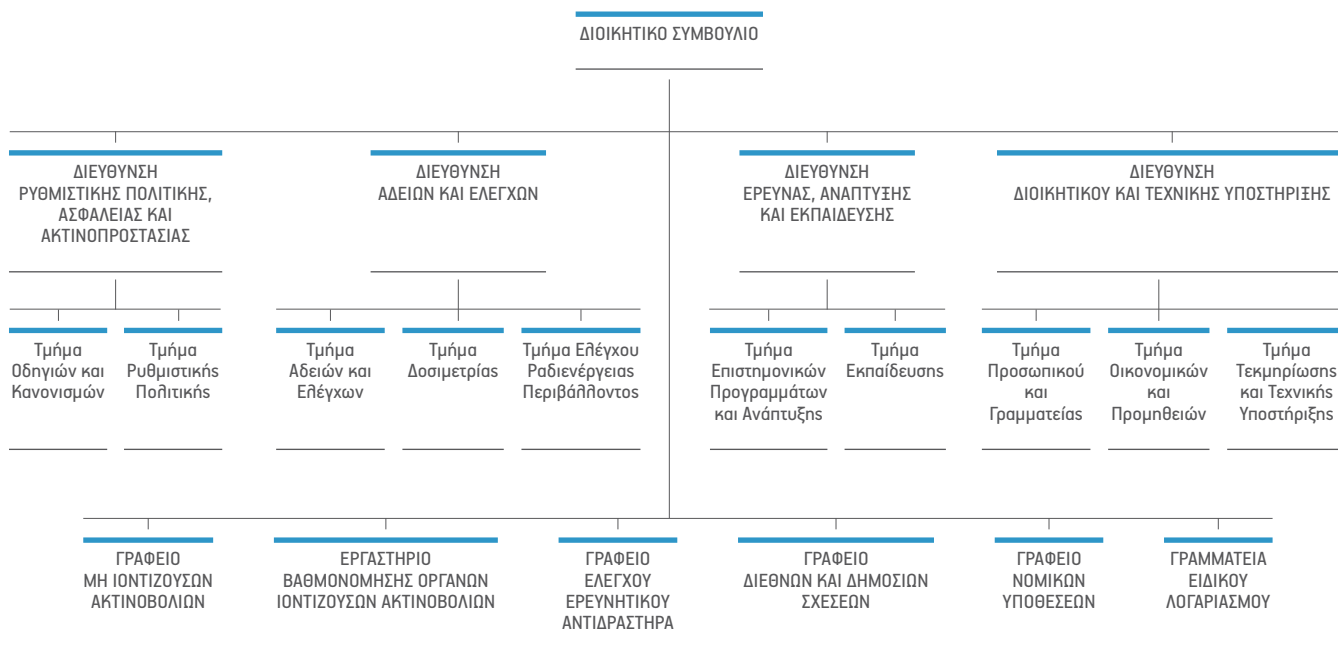 ΔΙΟΙΚΗΤΙΚΟ ΣΥΜΒΟΥΛΙΟ
ΔΙΕΥΘΥΝΣΗ
ΡΥΘΜΙΣΤΙΚΗΣ ΠΟΛΙΤΙΚΗΣ,
ΑΣΦΑΛΕΙΑΣ ΚΑΙ
ΑΚΤΙΝΟΠΡΟΣΤΑΣΙΑΣ
ΔΙΕΥΘΥΝΣΗ
ΑΔΕΙΩΝ ΚΑΙ ΕΛΕΓΧΩΝ
ΔΙΕΥΘΥΝΣΗ
ΕΡΕΥΝΑΣ, ΑΝΑΠΤΥΞΗΣ
ΚΑΙ ΕΚΠΑΙΔΕΥΣΗΣ
ΔΙΕΥΘΥΝΣΗ
ΔΙΟΙΚΗΤΙΚΟΥ ΚΑΙ ΤΕΧΝΙΚΗΣ ΥΠΟΣΤΗΡΙΞΗΣ
Τμήμα
Οδηγιών και
Κανονισμών
Τμήμα
Ρυθμιστικής
Πολιτικής
Τμήμα
Αδειών και
Ελέγχων
Τμήμα
Δοσιμετρίας
Τμήμα Ελέγχου
Ραδιενέργειας
Περιβάλλοντος
Τμήμα
Επιστημονικών
Προγραμμάτων
και Ανάπτυξης
Τμήμα
Εκπαίδευσης
Τμήμα
Προσωπικού
και
Γραμματείας
Τμήμα
Οικονομικών
και
Προμηθειών
Τμήμα
Τεκμηρίωσης
και Τεχνικής
Υποστήριξης
ΓΡΑΦΕΙΟ
ΜΗ ΙΟΝΤΙΖΟΥΣΩΝ
ΑΚΤΙΝΟΒΟΛΙΩΝ
ΕΡΓΑΣΤΗΡΙΟ
ΒΑΘΜΟΝΟΜΗΣΗΣ ΟΡΓΑΝΩΝ
ΙΟΝΤΙΖΟΥΣΩΝ ΑΚΤΙΝΟΒΟΛΙΩΝ
ΓΡΑΦΕΙΟ
ΕΛΕΓΧΟΥ
ΕΡΕΥΝΗΤΙΚΟΥ
ΑΝΤΙΔΡΑΣΤΗΡΑ
ΓΡΑΦΕΙΟ
ΔΙΕΘΝΩΝ ΚΑΙ ΔΗΜΟΣΙΩΝ
ΣΧΕΣΕΩΝ
ΓΡΑΦΕΙΟ
ΝΟΜΙΚΩΝ
ΥΠΟΘΕΣΕΩΝ
ΓΡΑΜΜΑΤΕΙΑ
ΕΙΔΙΚΟΥ
ΛΟΓΑΡΙΑΣΜΟΥ